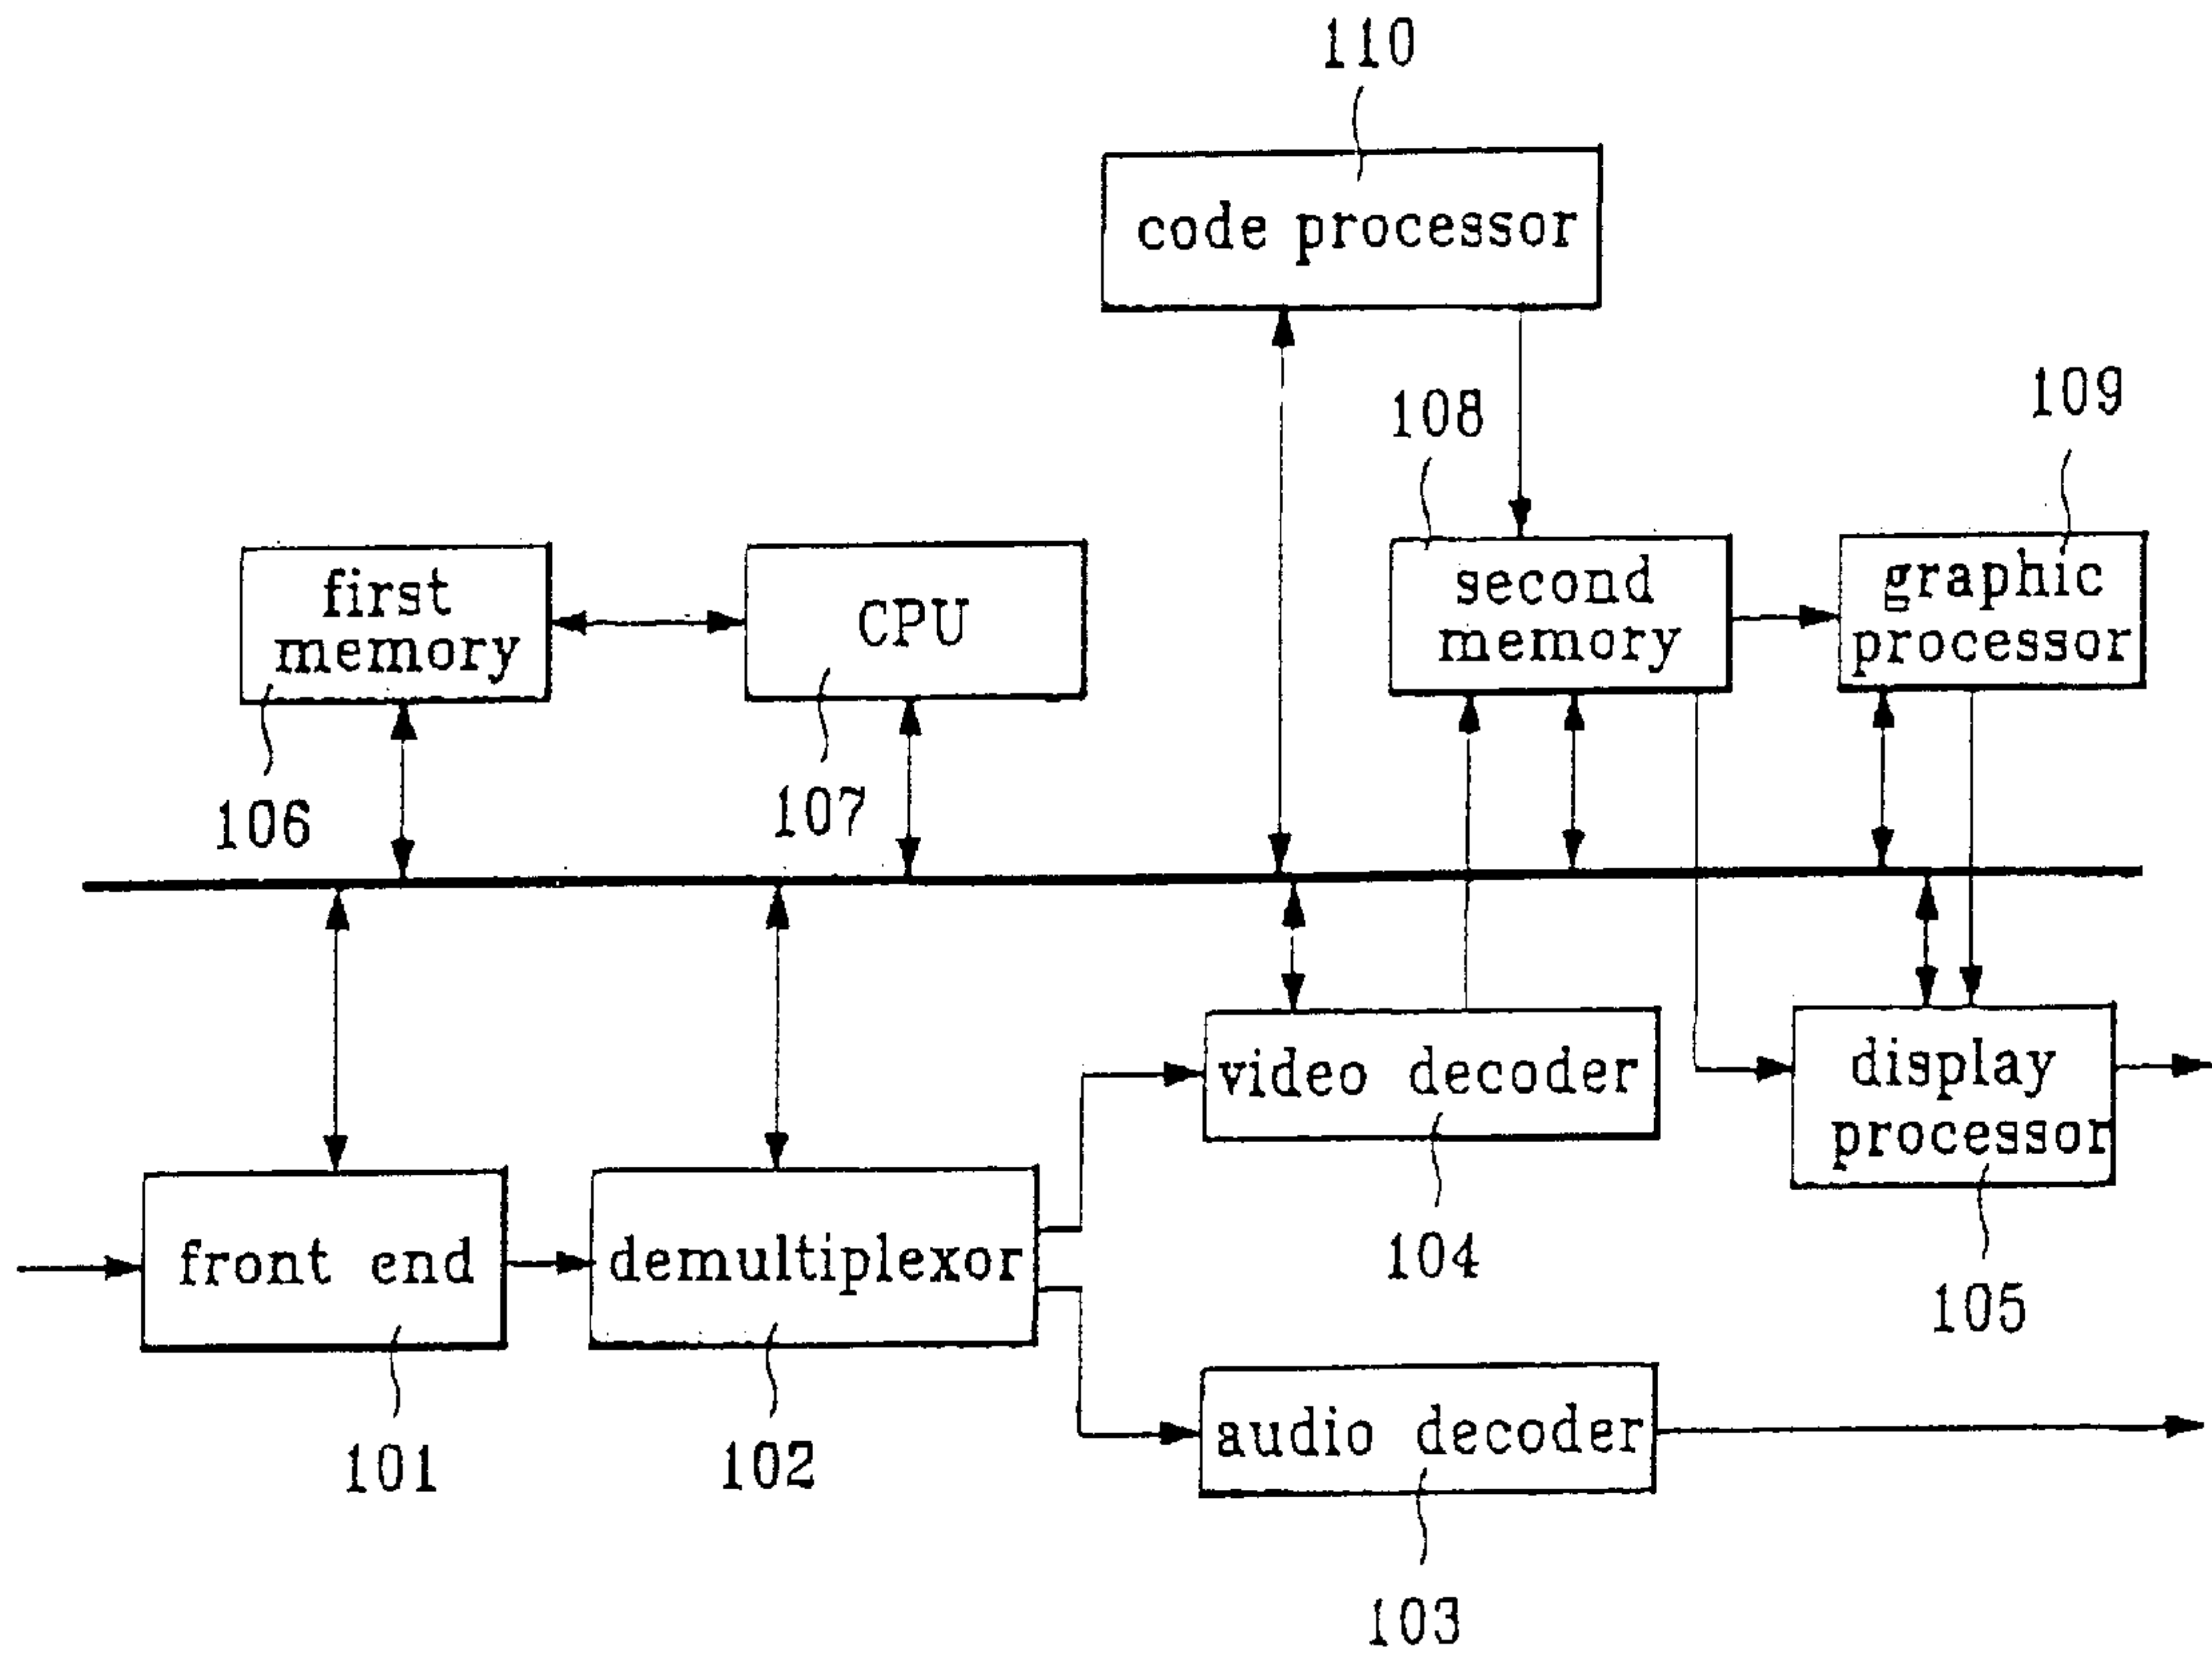 110
code processor
108
109
first
memory
CPU
second
memory
graphic
processor
106
107
video decoder
display
processor
front end
demultiplexor
104
105
audio decoder
101
102
103